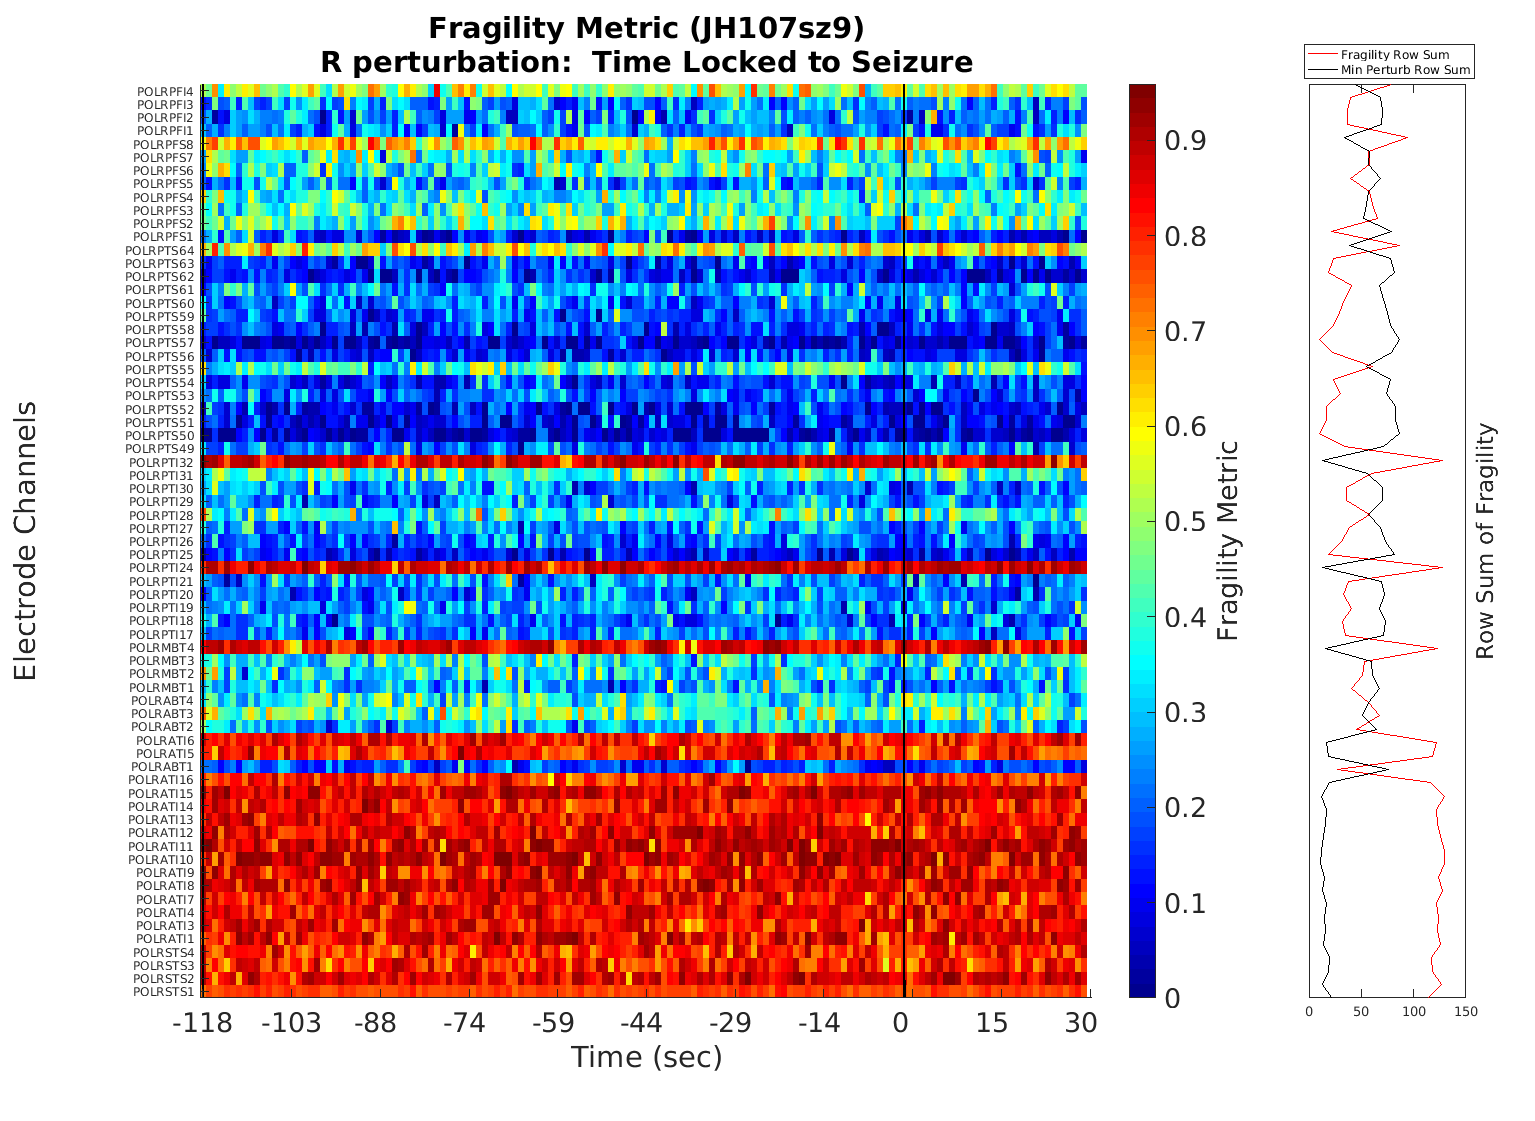 Fragility Metric (JH107sz9)
R perturbation:  Time Locked to Seizure
Electrode Channels
POLRPFI4
POLRPFI3
POLRPFI2
POLRPFI1
POLRPFS8
POLRPFS7
POLRPFS6
POLRPFS5
POLRPFS4
POLRPFS3
POLRPFS2
POLRPFS1
POLRPTS64
POLRPTS63
POLRPTS62
POLRPTS61
POLRPTS60
POLRPTS59
POLRPTS58
POLRPTS57
POLRPTS56
POLRPTS55
POLRPTS54
POLRPTS53
POLRPTS52
POLRPTS51
POLRPTS50
POLRPTS49
POLRPTI32
POLRPTI31
POLRPTI30
POLRPTI29
POLRPTI28
POLRPTI27
POLRPTI26
POLRPTI25
POLRPTI24
POLRPTI21
POLRPTI20
POLRPTI19
POLRPTI18
POLRPTI17
POLRMBT4
POLRMBT3
POLRMBT2
POLRMBT1
POLRABT4
POLRABT3
POLRABT2
POLRATI6
POLRATI5
POLRABT1
POLRATI16
POLRATI15
POLRATI14
POLRATI13
POLRATI12
POLRATI11
POLRATI10
POLRATI9
POLRATI8
POLRATI7
POLRATI4
POLRATI3
POLRATI1
POLRSTS4
POLRSTS3
POLRSTS2
POLRSTS1
-118 -103 -88 -74 -59 -44 -29 -14 0 15 30
Time (sec)
0.9
0.8
0.7
0.6
0.5
0.4
0.3
0.2
0.1
0
Fragility Metric
Fragility Row Sum
Min Perturb Row Sum
0 50 100 150
Row Sum of Fragility